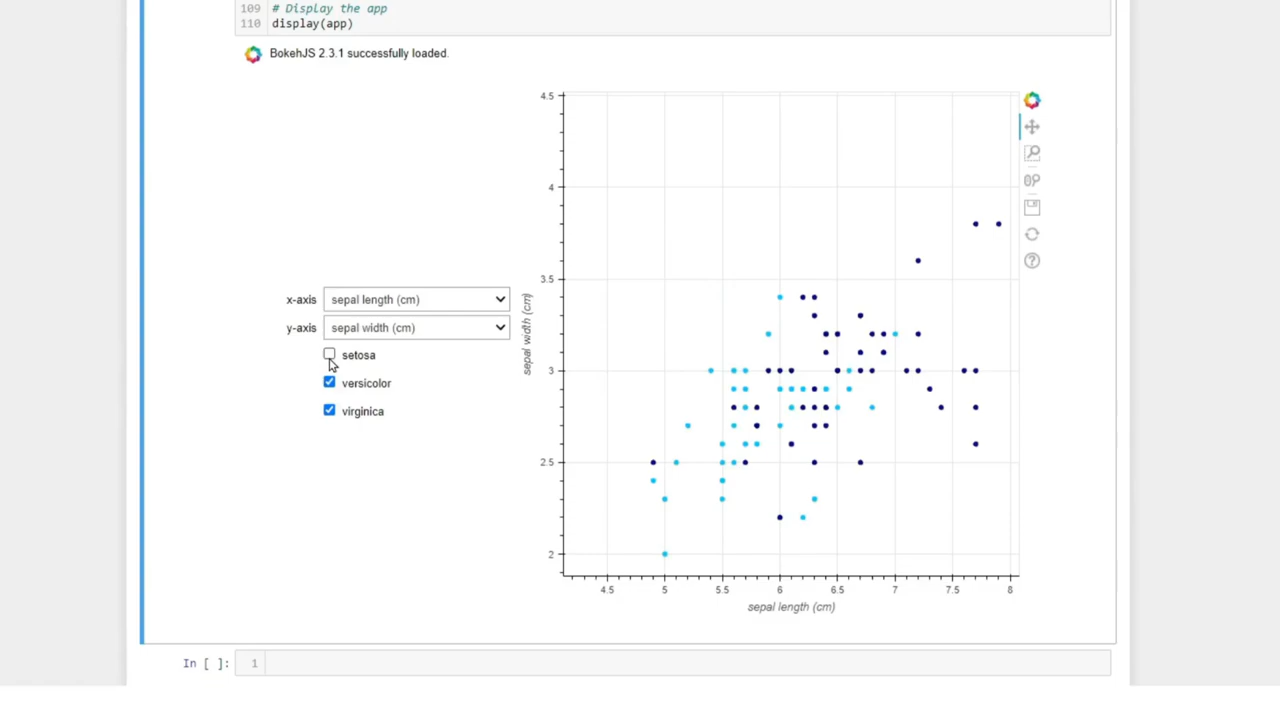 109 # Display the app
110 display(app)
BokehJS 2.3.1 successfully loaded.
4.5
4
3.5
3
2.5
2
sepal width (cm)
x-axis sepal length (cm)
y-axis sepal width (cm)
setosa
versicolor
virginica
4.5 5 5.5 6 6.5 7 7.5 8
sepal length (cm)
In [ ]: 1